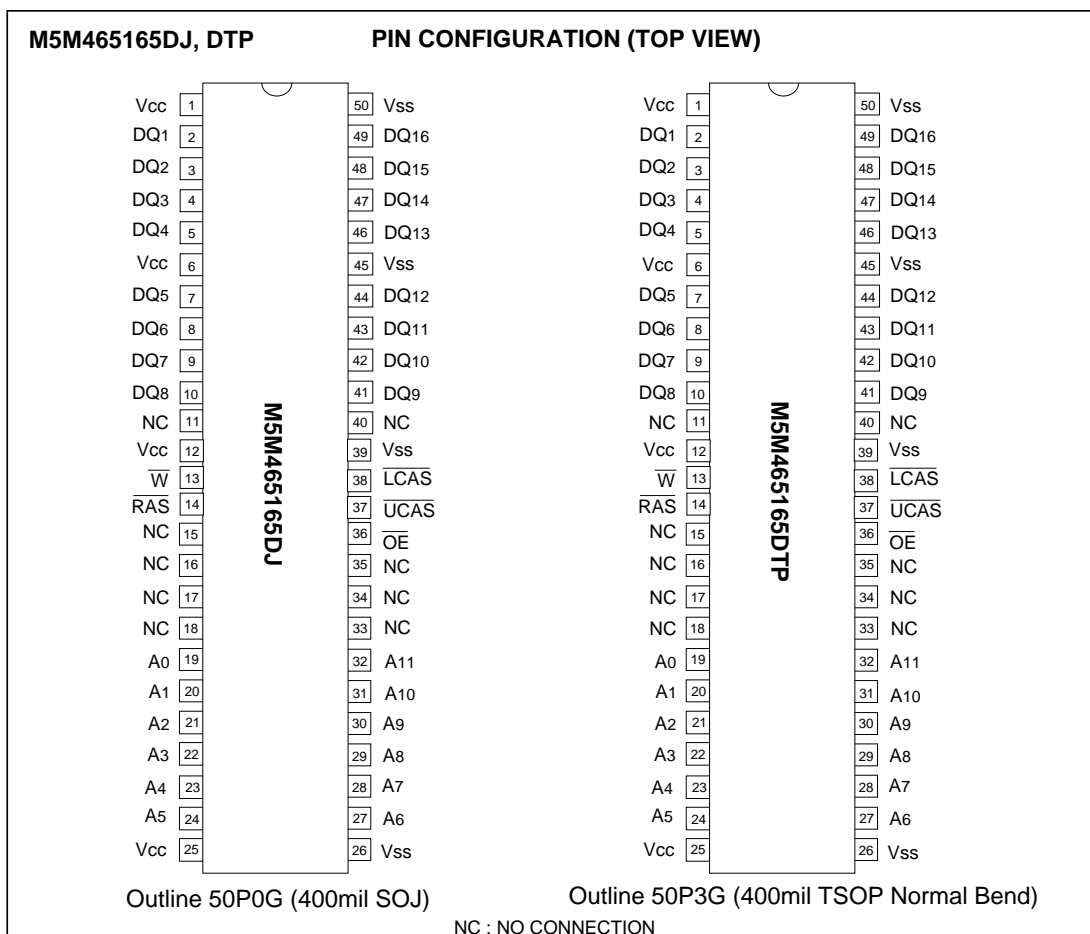 M5M465165DJ, DTP PIN CONFIGURATION (TOP VIEW)
Vcc 1 50 Vss
DQ1 2 49 DQ16
DQ2 3 48 DQ15
DQ3 4 47 DQ14
DQ4 5 46 DQ13
Vcc 6 45 Vss
DQ5 7 44 DQ12
DQ6 8 43 DQ11
DQ7 9 42 DQ10
DQ8 10 41 DQ9
NC 11 40 NC
Vcc 12 39 Vss
W 13 38 LCAS
RAS 14 37 UCAS
NC 15 36 OE
NC 16 35 NC
NC 17 34 NC
NC 18 33 NC
A0 19 32 A11
A1 20 31 A10
A2 21 30 A9
A3 22 29 A8
A4 23 28 A7
A5 24 27 A6
Vcc 25 26 Vss
M5M465165DJ
Outline 50P0G (400mil SOJ)
Vcc 1 50 Vss
DQ1 2 49 DQ16
DQ2 3 48 DQ15
DQ3 4 47 DQ14
DQ4 5 46 DQ13
Vcc 6 45 Vss
DQ5 7 44 DQ12
DQ6 8 43 DQ11
DQ7 9 42 DQ10
DQ8 10 41 DQ9
NC 11 40 NC
Vcc 12 39 Vss
W 13 38 LCAS
RAS 14 37 UCAS
NC 15 36 OE
NC 16 35 NC
NC 17 34 NC
NC 18 33 NC
A0 19 32 A11
A1 20 31 A10
A2 21 30 A9
A3 22 29 A8
A4 23 28 A7
A5 24 27 A6
Vcc 25 26 Vss
M5M465165DTP
Outline 50P3G (400mil TSOP Normal Bend)
NC : NO CONNECTION